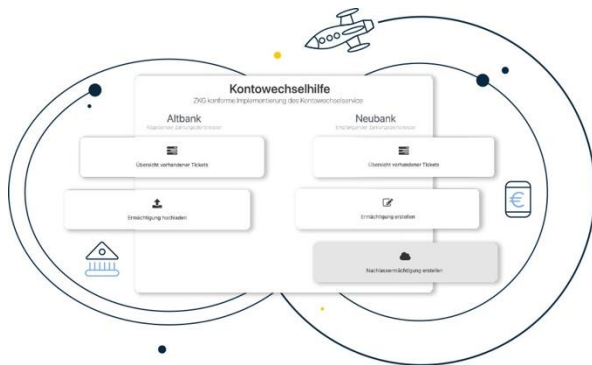 Kontowechselhilfe
ZKG konforme Implementierung des Kontowechselservice
Altbank
Neubank
Übersicht vorhandener Tickets
Übersicht vorhandener Tickets
Ermächtigung hochladen
Ermächtigung erstellen
Nachlassermächtigung erstellen
€